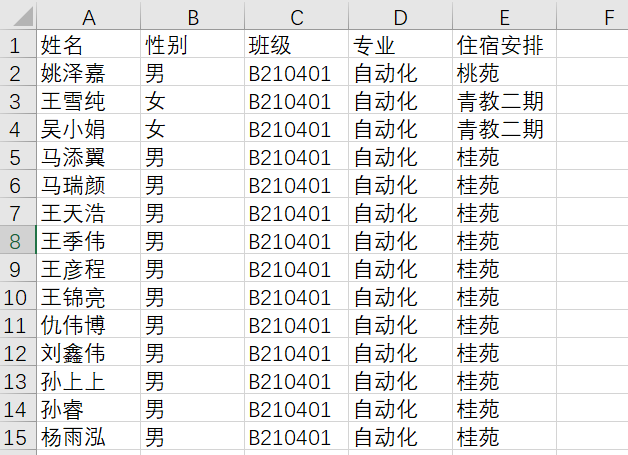 A B C D E F
1 姓名 性别 班级 专业 住宿安排
2 姚泽嘉 男 B210401 自动化 桃苑
3 王雪纯 女 B210401 自动化 青教二期
4 吴小娟 女 B210401 自动化 青教二期
5 马添翼 男 B210401 自动化 桂苑
6 马瑞颜 男 B210401 自动化 桂苑
7 王天浩 男 B210401 自动化 桂苑
8 王季伟 男 B210401 自动化 桂苑
9 王彦程 男 B210401 自动化 桂苑
10 王锦亮 男 B210401 自动化 桂苑
11 仇伟博 男 B210401 自动化 桂苑
12 刘鑫伟 男 B210401 自动化 桂苑
13 孙上上 男 B210401 自动化 桂苑
14 孙睿 男 B210401 自动化 桂苑
15 杨雨泓 男 B210401 自动化 桂苑